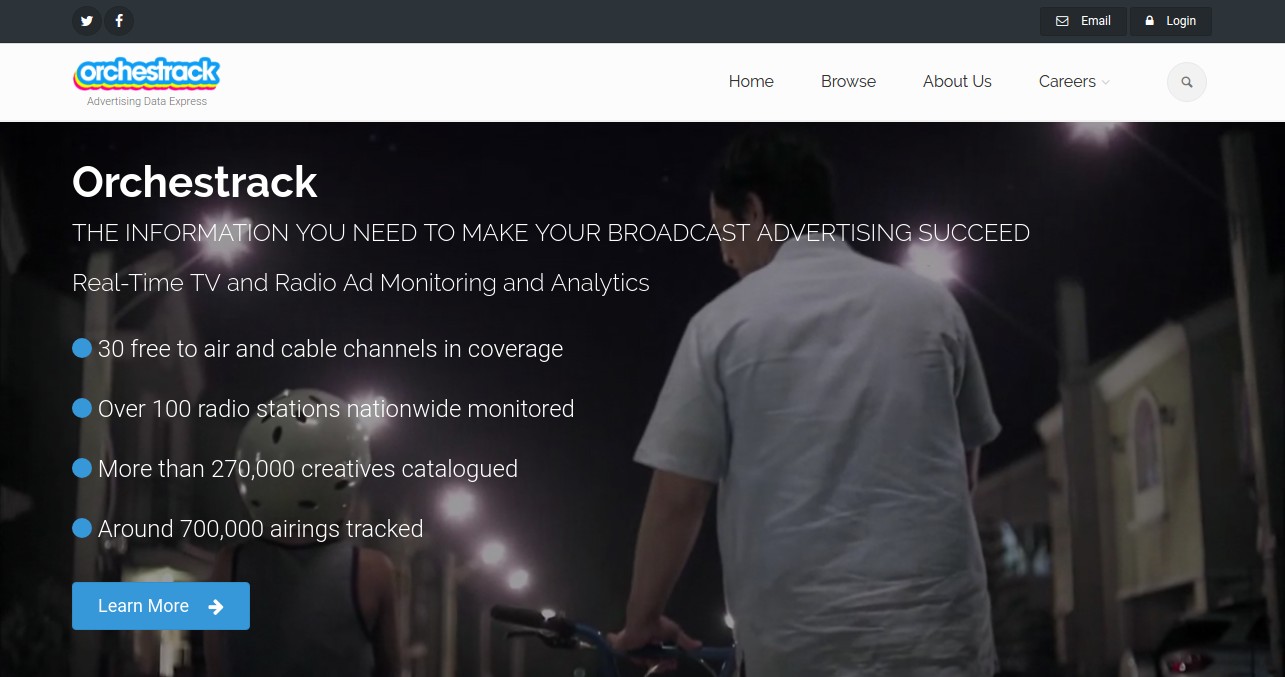 Email
Login
orchestrack
Advertising Data Express
Home
Browse
About Us
Careers
Orchestrack
THE INFORMATION YOU NEED TO MAKE YOUR BROADCAST ADVERTISING SUCCEED
Real-Time TV and Radio Ad Monitoring and Analytics
30 free to air and cable channels in coverage
Over 100 radio stations nationwide monitored
More than 270,000 creatives catalogued
Around 700,000 airings tracked
Learn More